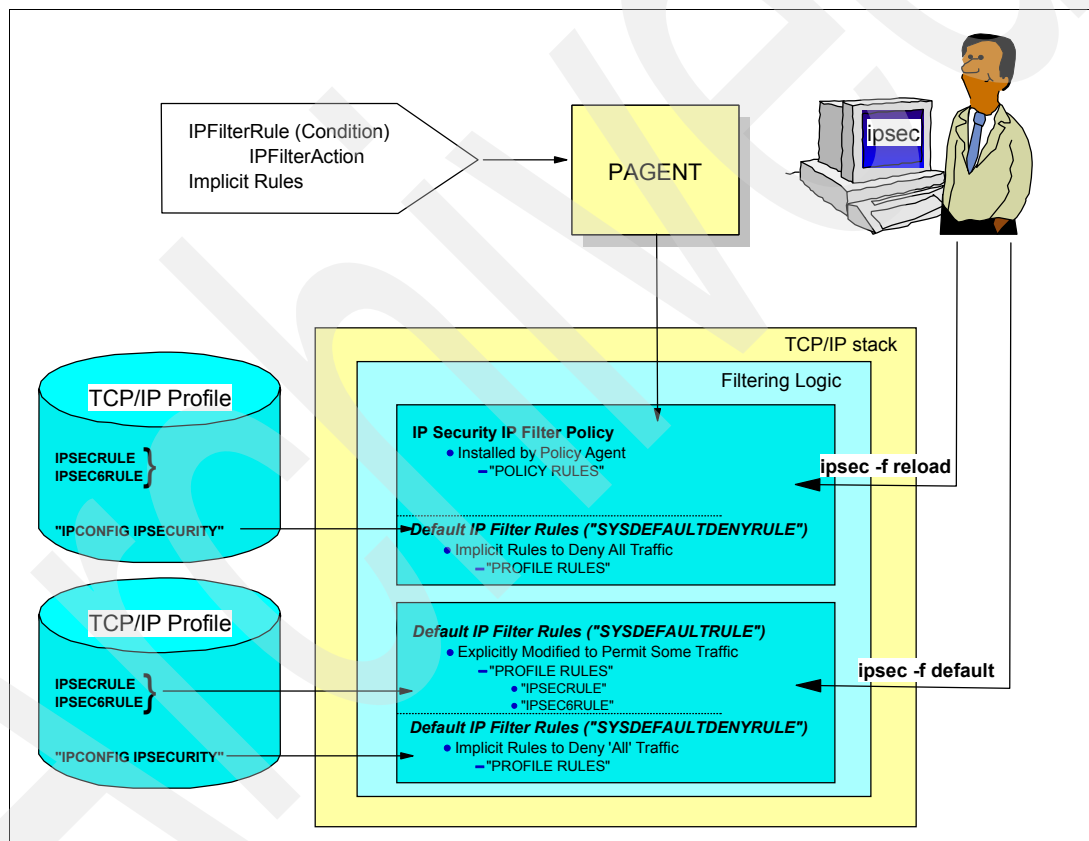 IPFilterRule (Condition)
IPFilterAction
Implicit Rules
PAGENT
ipsec
TCP/IP stack
Filtering Logic
TCP/IP Profile
IPSECRULE
IPSEC6RULE
"IPCONFIG IPSECURITY"
IP Security IP Filter Policy
• Installed by Policy Agent
– "POLICY RULES"
Default IP Filter Rules ("SYSDEFAULTDENYRULE")
• Implicit Rules to Deny All Traffic
– "PROFILE RULES"
ipsec -f reload
TCP/IP Profile
IPSECRULE
IPSEC6RULE
"IPCONFIG IPSECURITY"
Default IP Filter Rules ("SYSDEFAULTRULE")
• Explicitly Modified to Permit Some Traffic
– "PROFILE RULES"
• "IPSECRULE"
• "IPSEC6RULE"
Default IP Filter Rules ("SYSDEFAULTDENYRULE")
• Implicit Rules to Deny 'All' Traffic
– "PROFILE RULES"
ipsec -f default